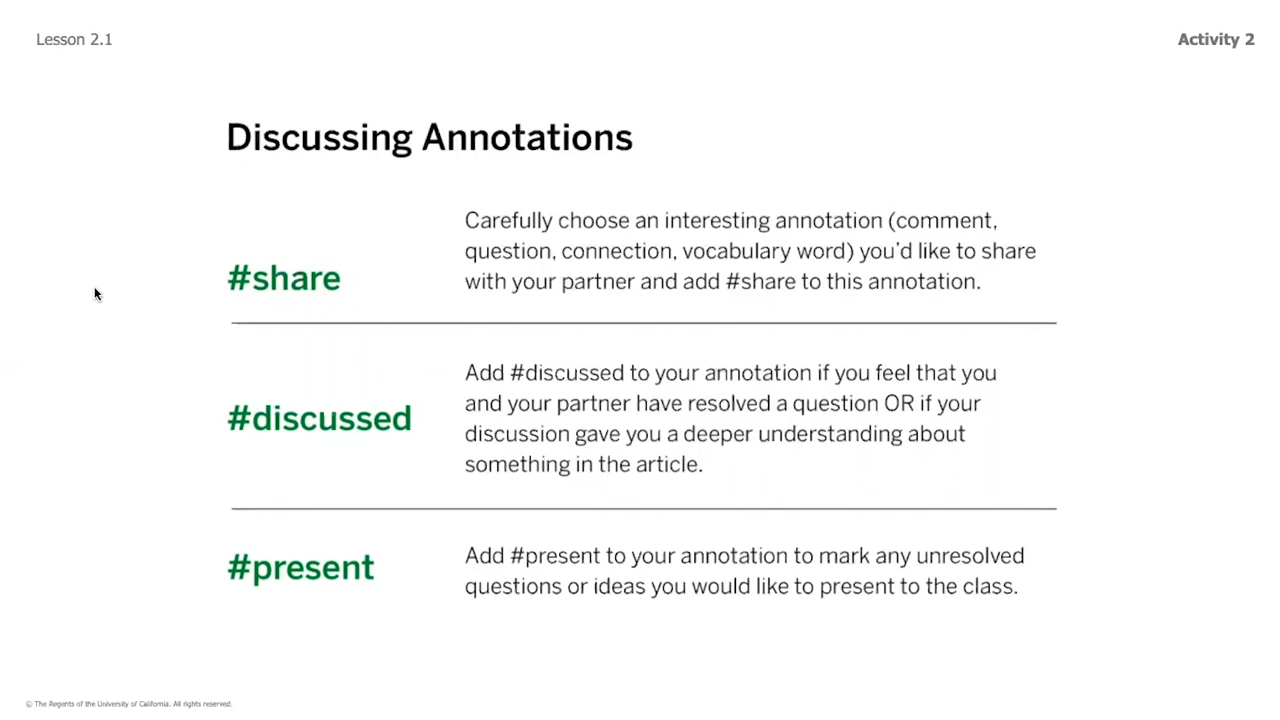 Lesson 2.1
Activity 2
Discussing Annotations
#share
Carefully choose an interesting annotation (comment,
question, connection, vocabulary word) you’d like to share
with your partner and add #share to this annotation.
#discussed
Add #discussed to your annotation if you feel that you
and your partner have resolved a question OR if your
discussion gave you a deeper understanding about
something in the article.
#present
Add #present to your annotation to mark any unresolved
questions or ideas you would like to present to the class.
© The Regents of the University of California. All rights reserved.